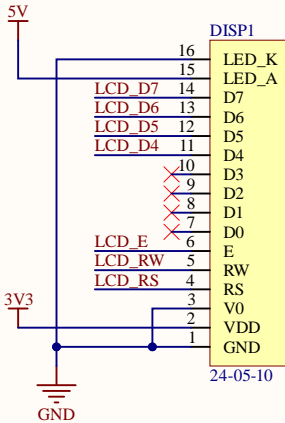 5V
DISP1
16 LED_K
15 LED_A
LCD_D7 14 D7
LCD_D6 13 D6
LCD_D5 12 D5
LCD_D4 11 D4
10 D3
9 D2
8 D1
7 D0
LCD_E 6 E
LCD_RW 5 RW
LCD_RS 4 RS
3 V0
3V3
2 VDD
1 GND
24-05-10
GND